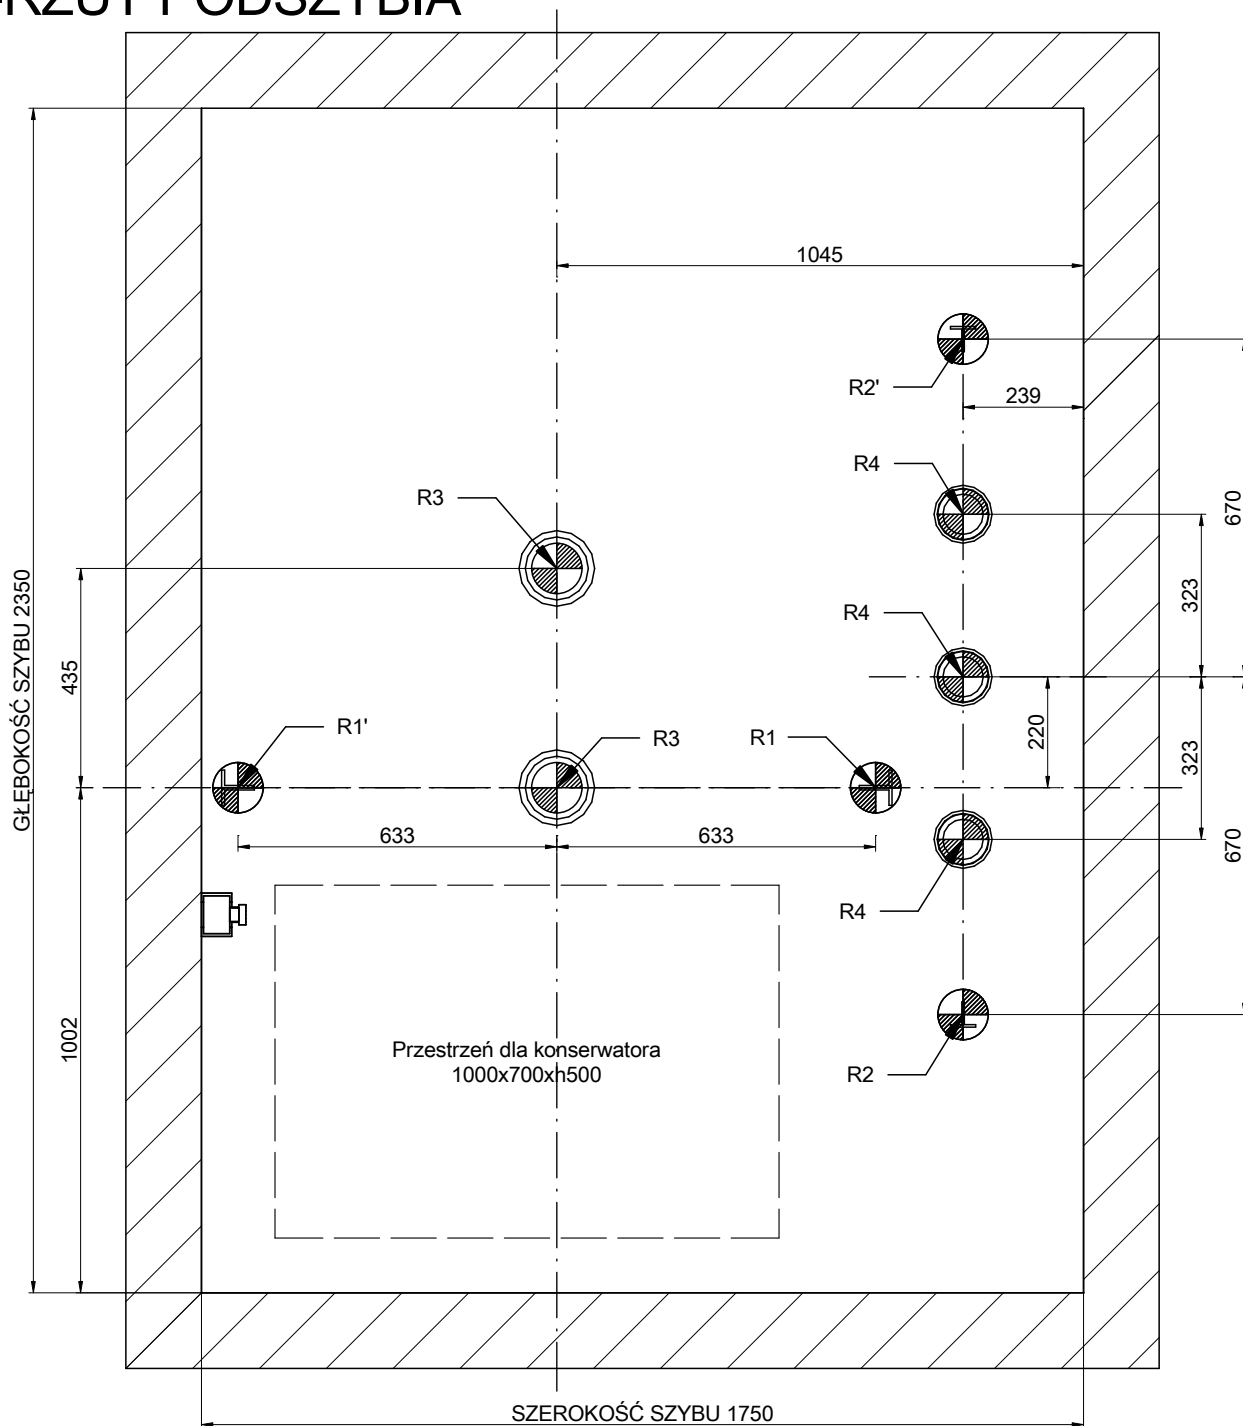 RZUT PODSZYBIA
1045
R2'
239
R4
R3
670
323
GŁĘBOKOŚĆ SZYBU 2350
435
R4
R1'
R3
R1
220
323
633
633
670
R4
1002
Przestrzeń dla konserwatora
1000x700xh500
R2
SZEROKOŚĆ SZYBU 1750